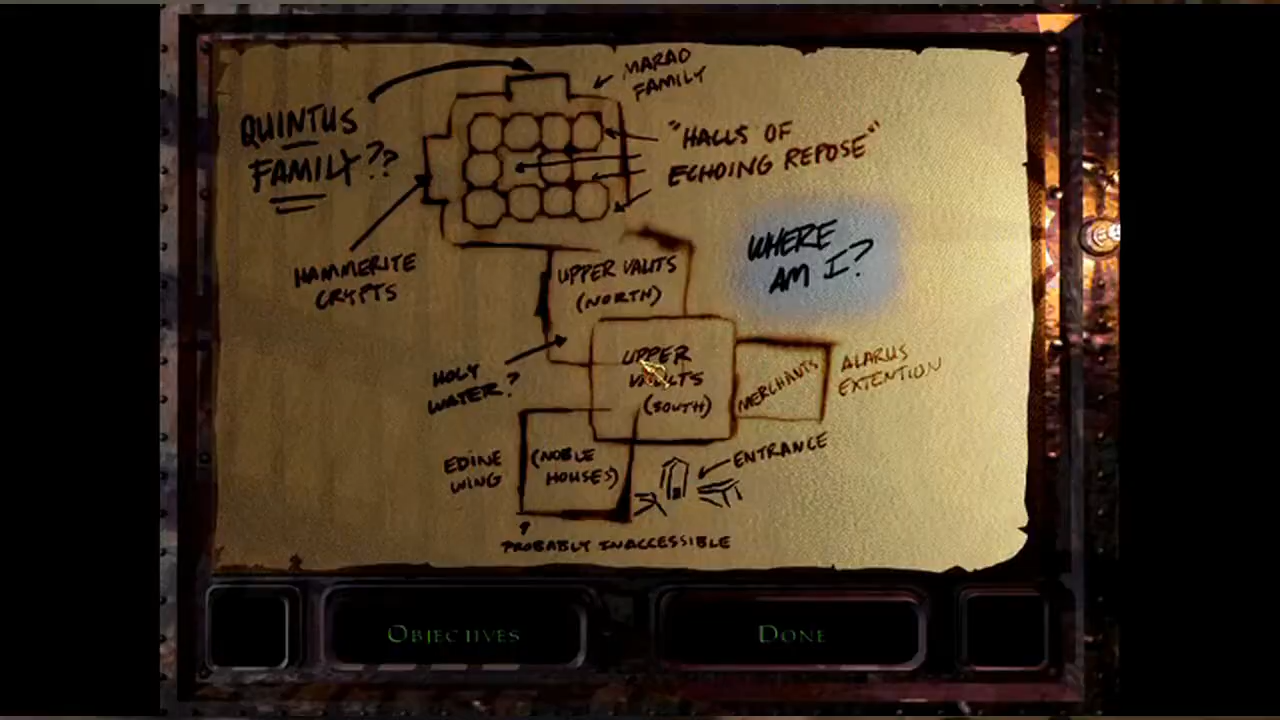 MARAD
FAMILY
QUINTUS
FAMILY??
"HALLS OF
ECHOING REPOSE"
HAMMERITE
CRYPTS
WHERE
AM I?
UPPER VAULTS
(NORTH)
HOLY
WATER?
UPPER
VAULTS
(SOUTH)
MERCHANTS
ALARUS
EXTENTION
EDINE
WING
(NOBLE
HOUSES)
ENTRANCE
?
PROBABLY INACCESSIBLE
OBJECTIVES
DONE